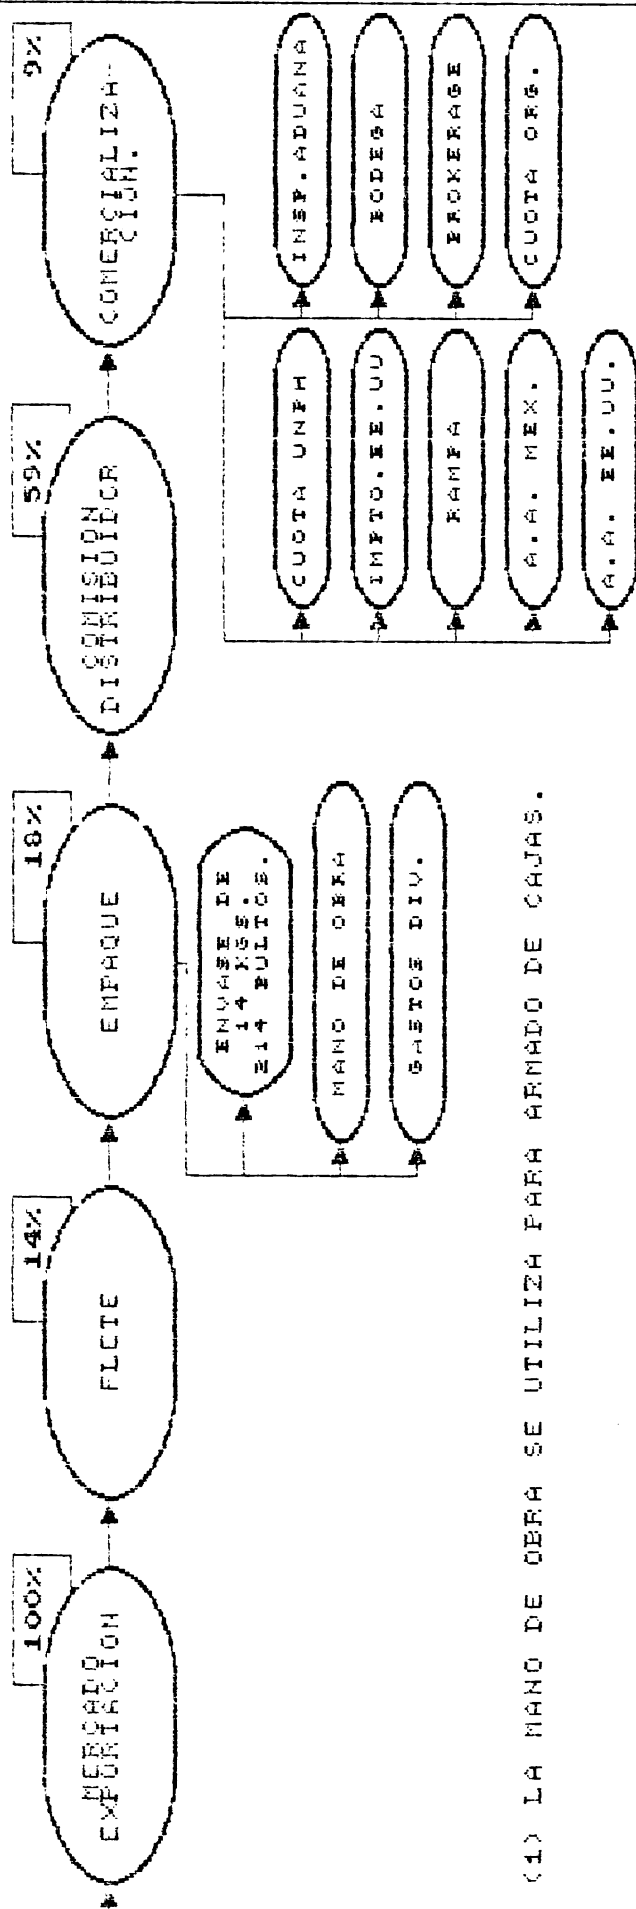 100%
MERCADO
EXPORTACION
14%
FLETE
18%
EMPAQUE
59%
COMISION
DISTRIBUIDOR
9%
COMERCIALIZA-
CION.
ENVASE DE
14 KGS.
214 BULTOS.
MANO DE OBRA
GASTOS DIV.
CUOTA UNPH
IMPTO.EE.UU
RAMPA
A.A. MEX.
A.A. EE.UU.
INSP.ADUANA
BODEGA
BROKERAGE
CUOTA ORG.
(1) LA MANO DE OBRA SE UTILIZA PARA ARMADO DE CAJAS.